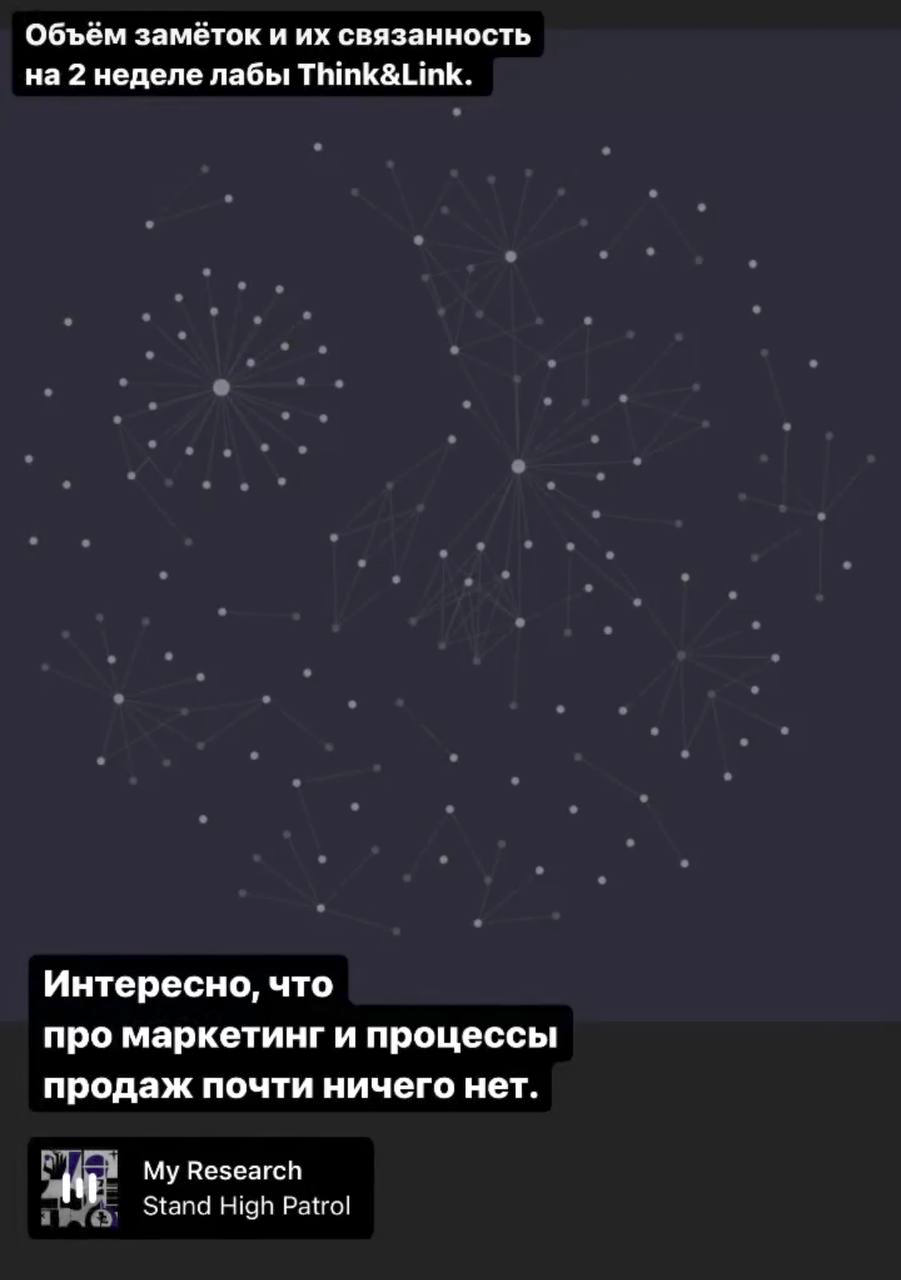 Объём замёток и их связанность
на 2 неделе лабы Think&Link.
Интересно, что
про маркетинг и процессы
продаж почти ничего нет.
My Research
Stand High Patrol